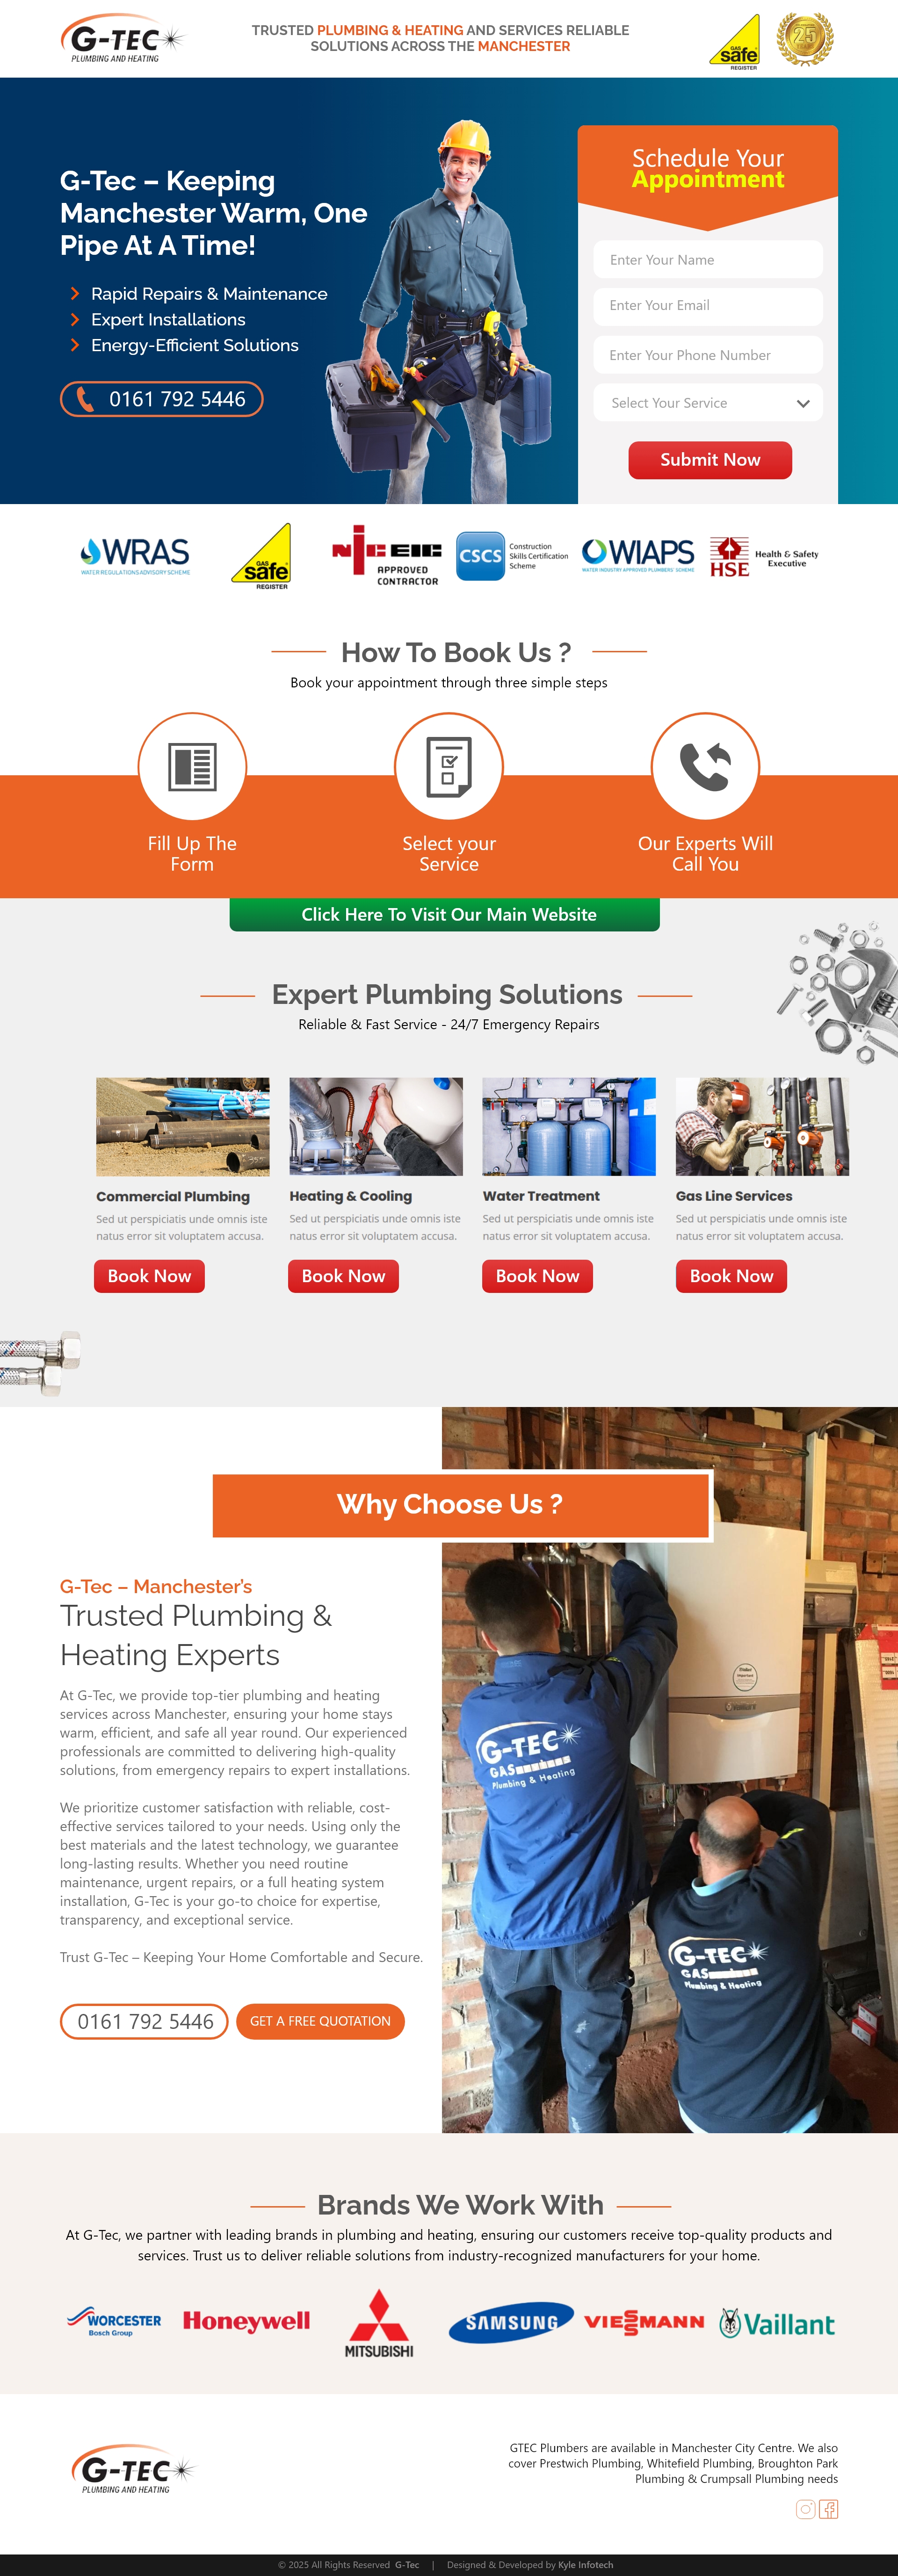 G-TEC
PLUMBING AND HEATING
TRUSTED PLUMBING & HEATING AND SERVICES RELIABLE
SOLUTIONS ACROSS THE MANCHESTER
GAS
safe
REGISTER
25
G-Tec – Keeping
Manchester Warm, One
Pipe At A Time!
Rapid Repairs & Maintenance
Expert Installations
Energy-Efficient Solutions
0161 792 5446
Schedule Your
Appointment
Enter Your Name
Enter Your Email
Enter Your Phone Number
Select Your Service
Submit Now
WRAS
WATER REGULATIONS ADVISORY SCHEME
GAS
safe
REGISTER
NICEIC
APPROVED
CONTRACTOR
CSCS
Construction
Skills Certification
Scheme
WIAPS
WATER INDUSTRY APPROVED PLUMBERS' SCHEME
HSE
Health & Safety
Executive
How To Book Us ?
Book your appointment through three simple steps
Fill Up The
Form
Select your
Service
Our Experts Will
Call You
Click Here To Visit Our Main Website
Expert Plumbing Solutions
Reliable & Fast Service - 24/7 Emergency Repairs
Commercial Plumbing
Sed ut perspiciatis unde omnis iste
natus error sit voluptatem accusa.
Book Now
Heating & Cooling
Sed ut perspiciatis unde omnis iste
natus error sit voluptatem accusa.
Book Now
Water Treatment
Sed ut perspiciatis unde omnis iste
natus error sit voluptatem accusa.
Book Now
Gas Line Services
Sed ut perspiciatis unde omnis iste
natus error sit voluptatem accusa.
Book Now
Why Choose Us ?
G-Tec – Manchester's
Trusted Plumbing &
Heating Experts
At G-Tec, we provide top-tier plumbing and heating
services across Manchester, ensuring your home stays
warm, efficient, and safe all year round. Our experienced
professionals are committed to delivering high-quality
solutions, from emergency repairs to expert installations.
We prioritize customer satisfaction with reliable, cost-
effective services tailored to your needs. Using only the
best materials and the latest technology, we guarantee
long-lasting results. Whether you need routine
maintenance, urgent repairs, or a full heating system
installation, G-Tec is your go-to choice for expertise,
transparency, and exceptional service.
Trust G-Tec – Keeping Your Home Comfortable and Secure.
0161 792 5446
GET A FREE QUOTATION
Vaillant
G-TEC
GAS
Plumbing & Heating
G-TEC
GAS
Plumbing & Heating
Brands We Work With
At G-Tec, we partner with leading brands in plumbing and heating, ensuring our customers receive top-quality products and
services. Trust us to deliver reliable solutions from industry-recognized manufacturers for your home.
WORCESTER
Bosch Group
Honeywell
MITSUBISHI
SAMSUNG
VIESSMANN
Vaillant
G-TEC
PLUMBING AND HEATING
GTEC Plumbers are available in Manchester City Centre. We also
cover Prestwich Plumbing, Whitefield Plumbing, Broughton Park
Plumbing & Crumpsall Plumbing needs
© 2025 All Rights Reserved G-Tec | Designed & Developed by Kyle Infotech